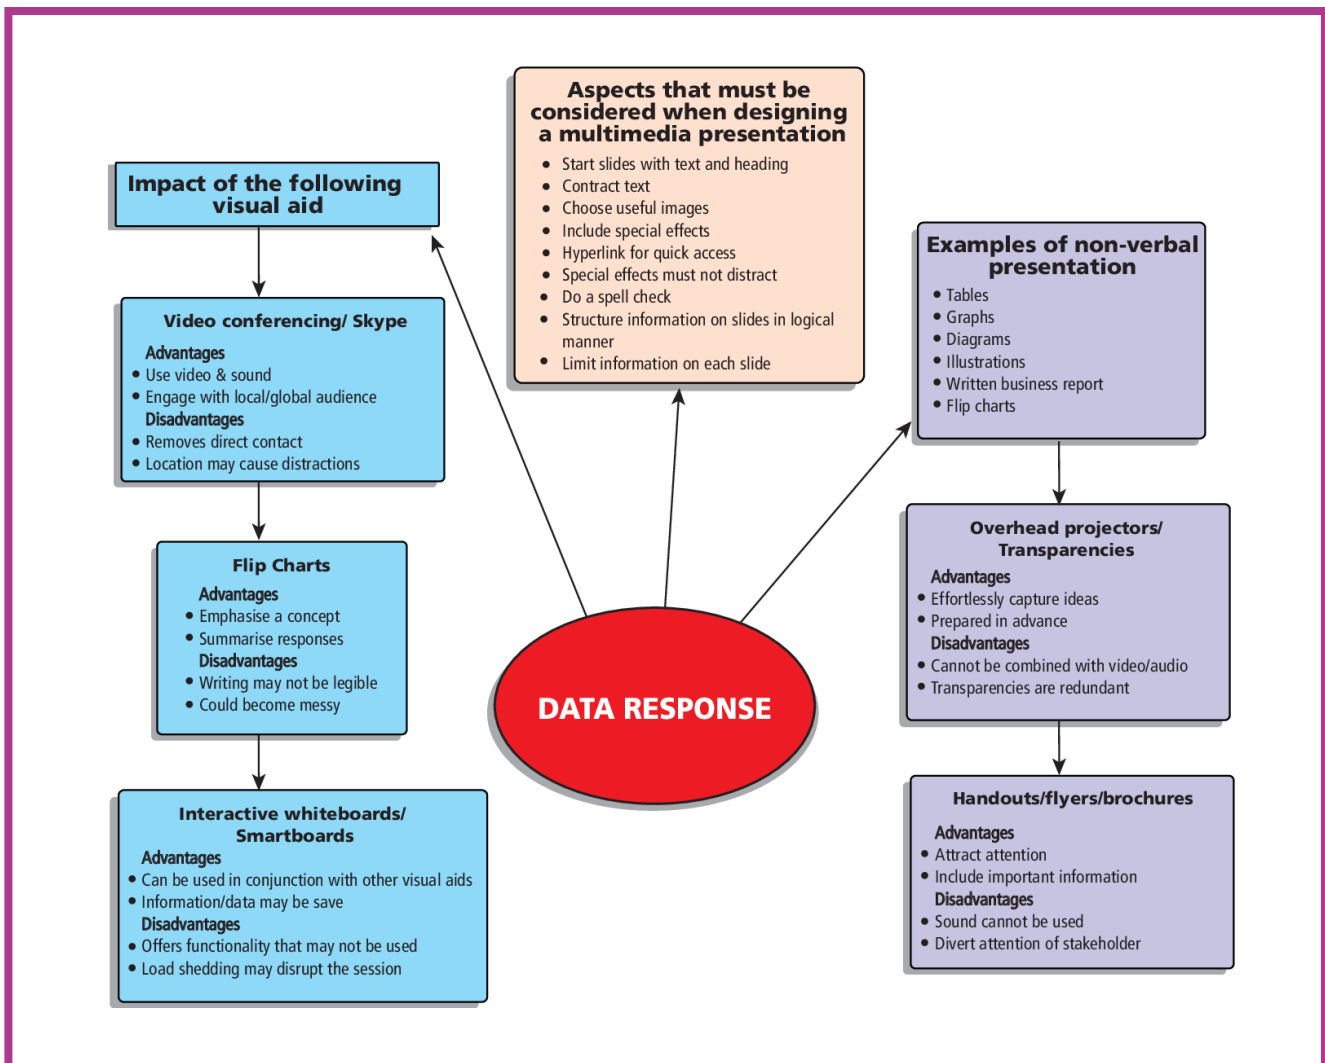 Impact of the following
visual aid
Video conferencing/ Skype
Advantages
• Use video & sound
• Engage with local/global audience
Disadvantages
• Removes direct contact
• Location may cause distractions
Flip Charts
Advantages
• Emphasise a concept
• Summarise responses
Disadvantages
• Writing may not be legible
• Could become messy
Interactive whiteboards/
Smartboards
Advantages
• Can be used in conjunction with other visual aids
• Information/data may be save
Disadvantages
• Offers functionality that may not be used
• Load shedding may disrupt the session
Aspects that must be
considered when designing
a multimedia presentation
• Start slides with text and heading
• Contract text
• Choose useful images
• Include special effects
• Hyperlink for quick access
• Special effects must not distract
• Do a spell check
• Structure information on slides in logical
manner
• Limit information on each slide
DATA RESPONSE
Examples of non-verbal
presentation
• Tables
• Graphs
• Diagrams
• Illustrations
• Written business report
• Flip charts
Overhead projectors/
Transparencies
Advantages
• Effortlessly capture ideas
• Prepared in advance
Disadvantages
• Cannot be combined with video/audio
• Transparencies are redundant
Handouts/flyers/brochures
Advantages
• Attract attention
• Include important information
Disadvantages
• Sound cannot be used
• Divert attention of stakeholder